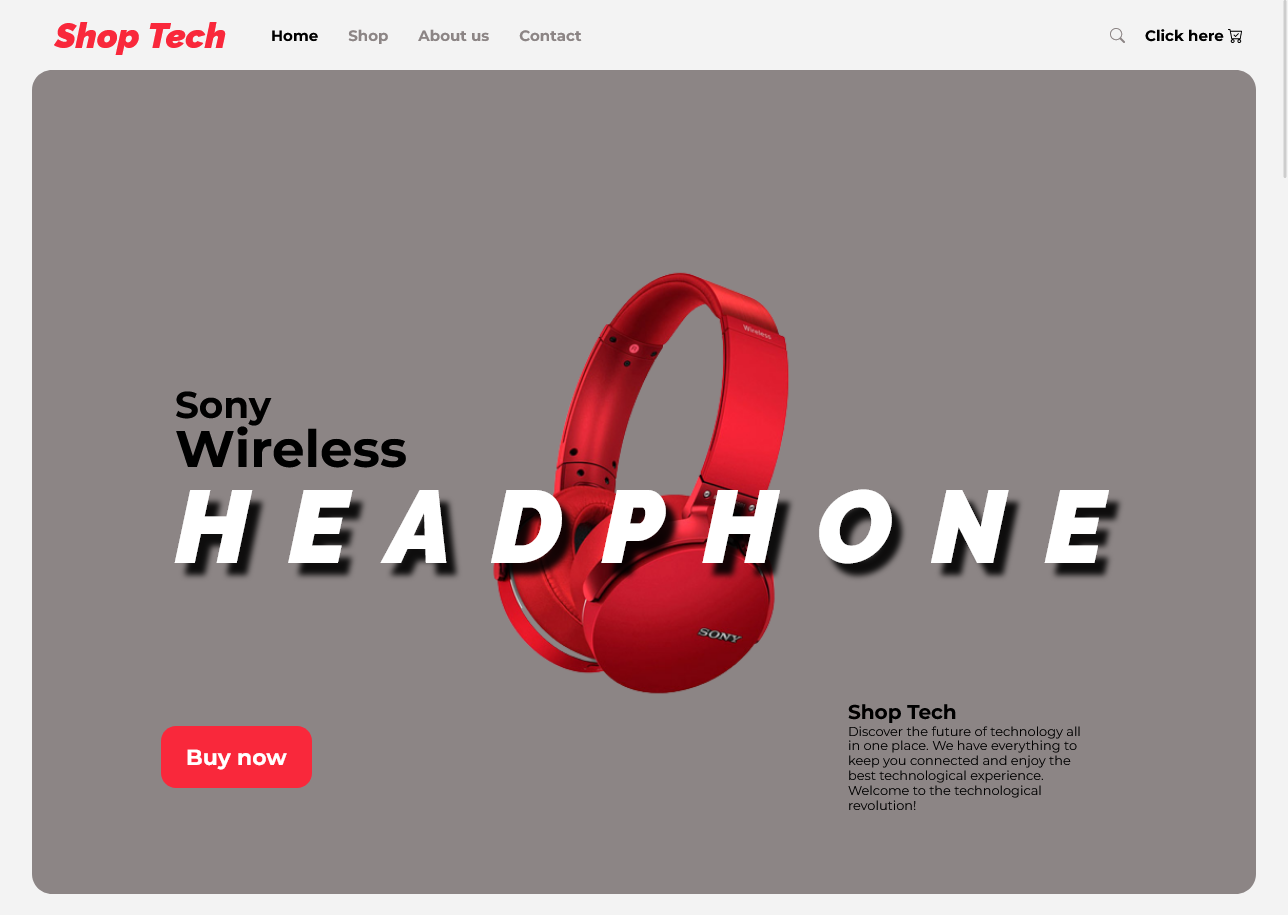 Shop Tech
Home
Shop
About us
Contact
Click here
Wireless
Sony
Wireless
HEADPHONE
SONY
Shop Tech
Discover the future of technology all
in one place. We have everything to
keep you connected and enjoy the
best technological experience.
Welcome to the technological
revolution!
Buy now